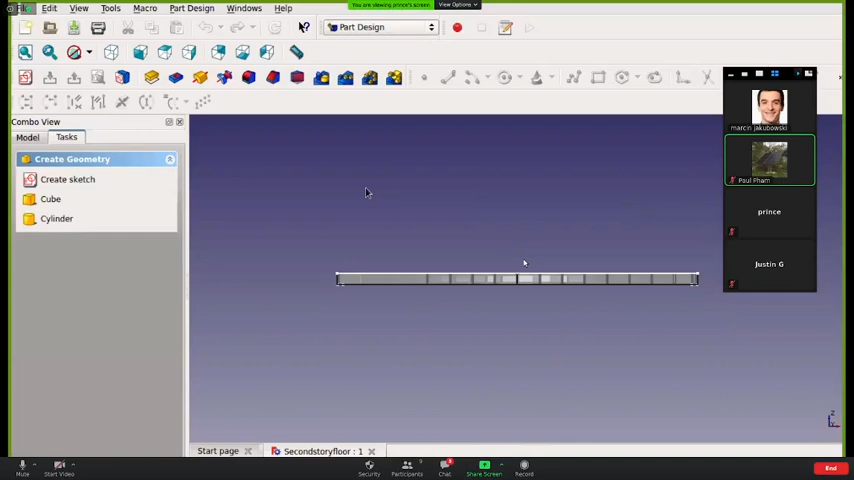 You are viewing prince's screen
View Options
View Tools Macro Part Design Windows Help
Part Design
Combo View
Model Tasks
Create Geometry
Create sketch
Cube
Cylinder
marcin jakubowski
Paul Pham
prince
prince
Justin G
Justin G
Start page
Secondstoryfloor : 1
Mute
Start Video
Security
Participants
Chat
Share Screen
Record
End